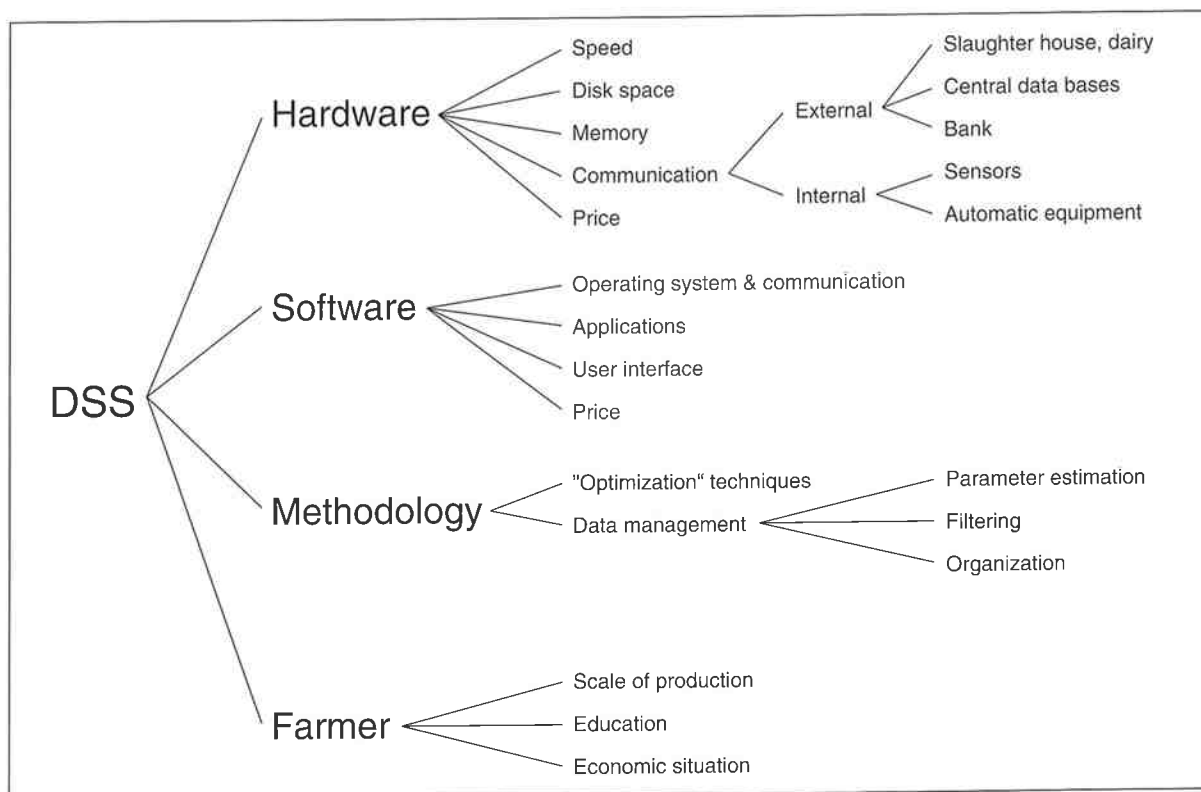 DSS
Hardware
Speed
Disk space
Memory
Communication
External
Slaughter house, dairy
Central data bases
Bank
Internal
Sensors
Automatic equipment
Price
Software
Operating system & communication
Applications
User interface
Price
Methodology
"Optimization“ techniques
Data management
Parameter estimation
Filtering
Organization
Farmer
Scale of production
Education
Economic situation